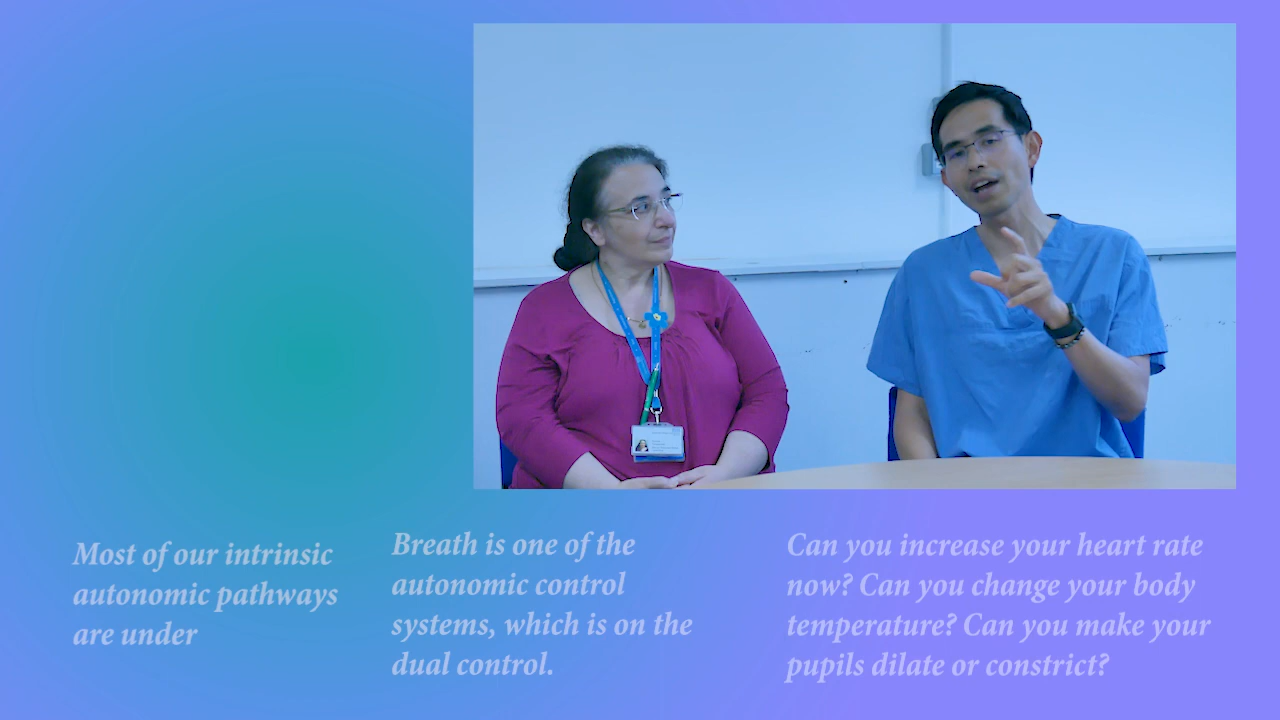 Most of our intrinsic
autonomic pathways
are under
Breath is one of the
autonomic control
systems, which is on the
dual control.
Can you increase your heart rate
now? Can you change your body
temperature? Can you make your
pupils dilate or constrict?